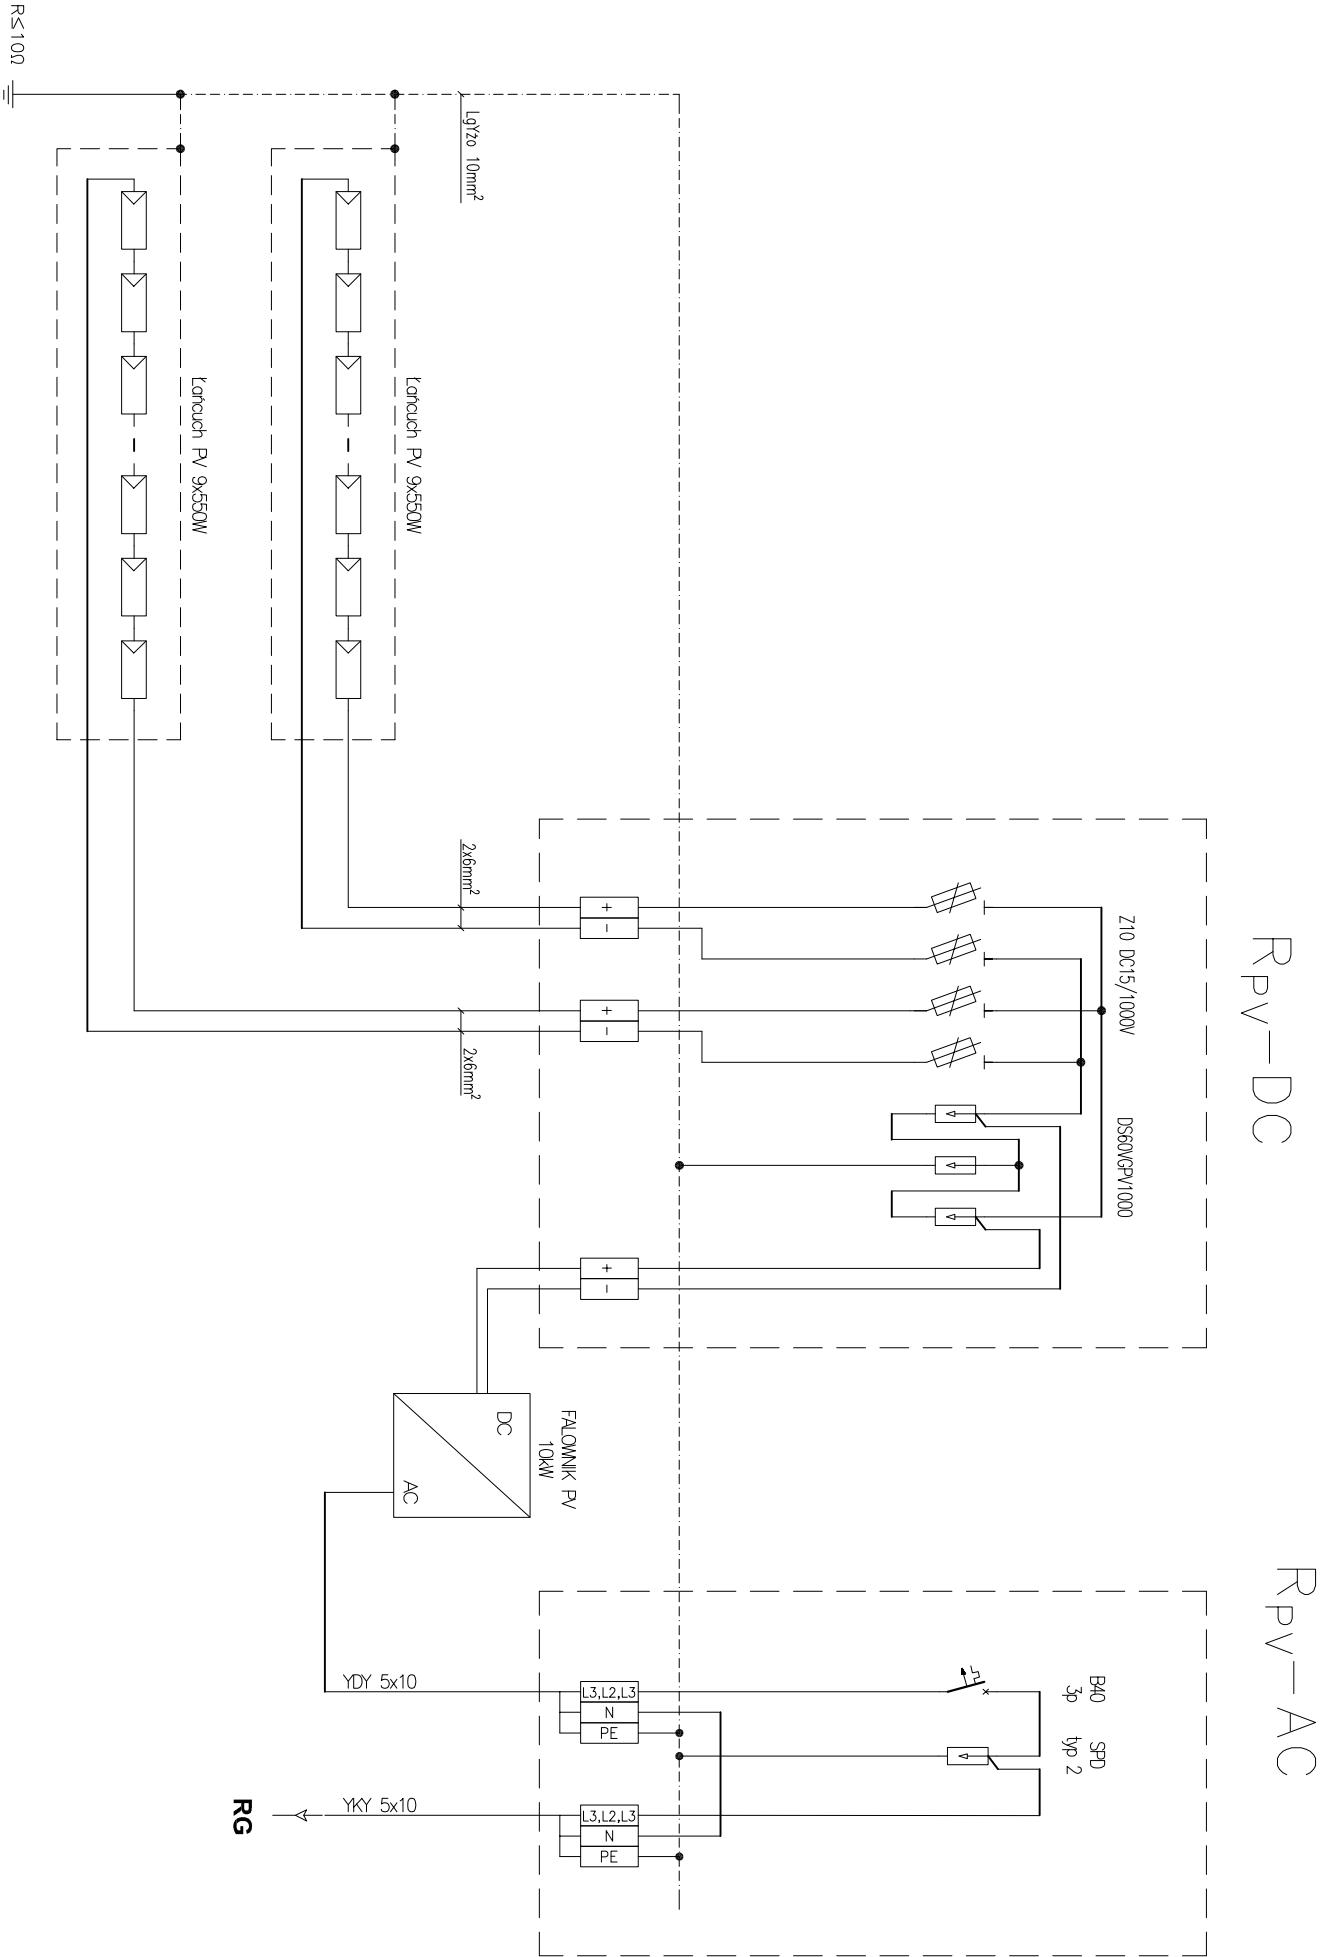 RPV-DC
RPV-AC
Z10 DC15/1000V
DS60VGPV1000
B40
3p
SPD
typ 2
+
-
+
-
+
-
L3,L2,L3
N
PE
L3,L2,L3
N
PE
LgYżo 10mm²
2x6mm²
2x6mm²
FALOWNIK PV
10kW
DC
AC
YDY 5x10
YKY 5x10
Łańcuch PV 9x550W
Łańcuch PV 9x550W
RG
R≤10Ω